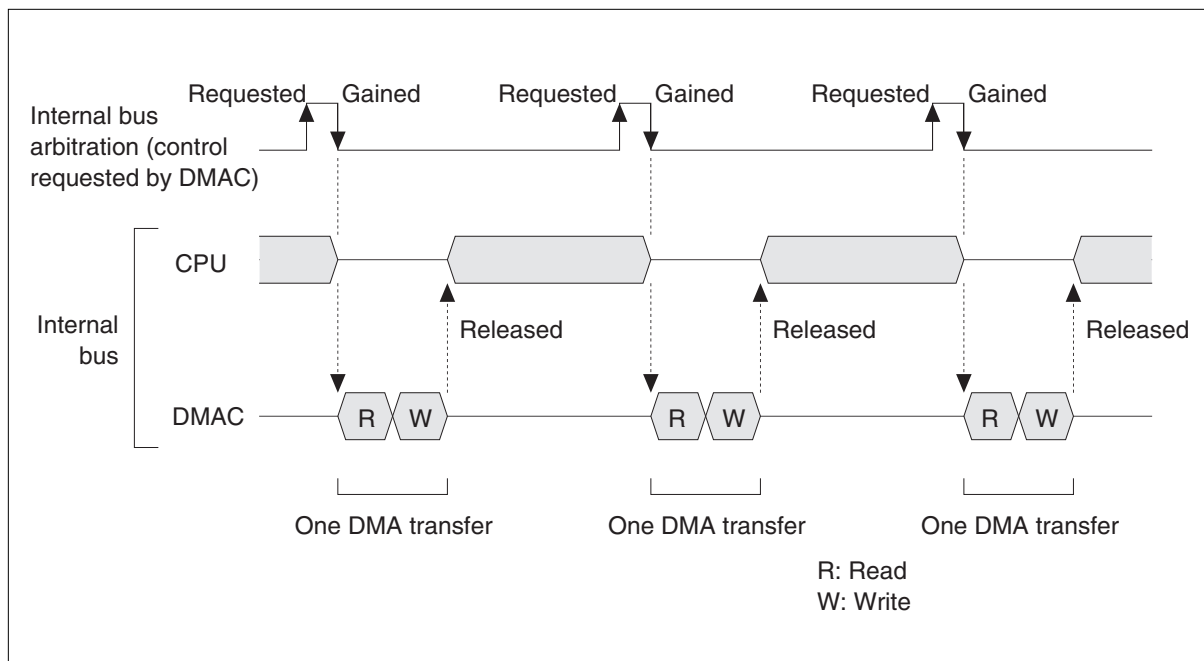 Requested Gained Requested Gained Requested Gained
Internal bus
arbitration (control
requested by DMAC)
CPU
Internal
bus
Released Released Released
DMAC
R W R W R W
One DMA transfer One DMA transfer One DMA transfer
R: Read
W: Write